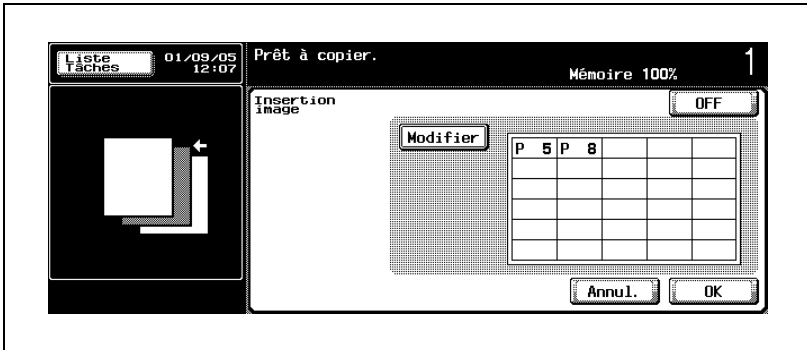 Liste
Tâches
01/09/05
12:07
Prêt à copier.
Mémoire 100%
1
Insertion
image
OFF
Modifier
P 5 P 8
Annul.
OK